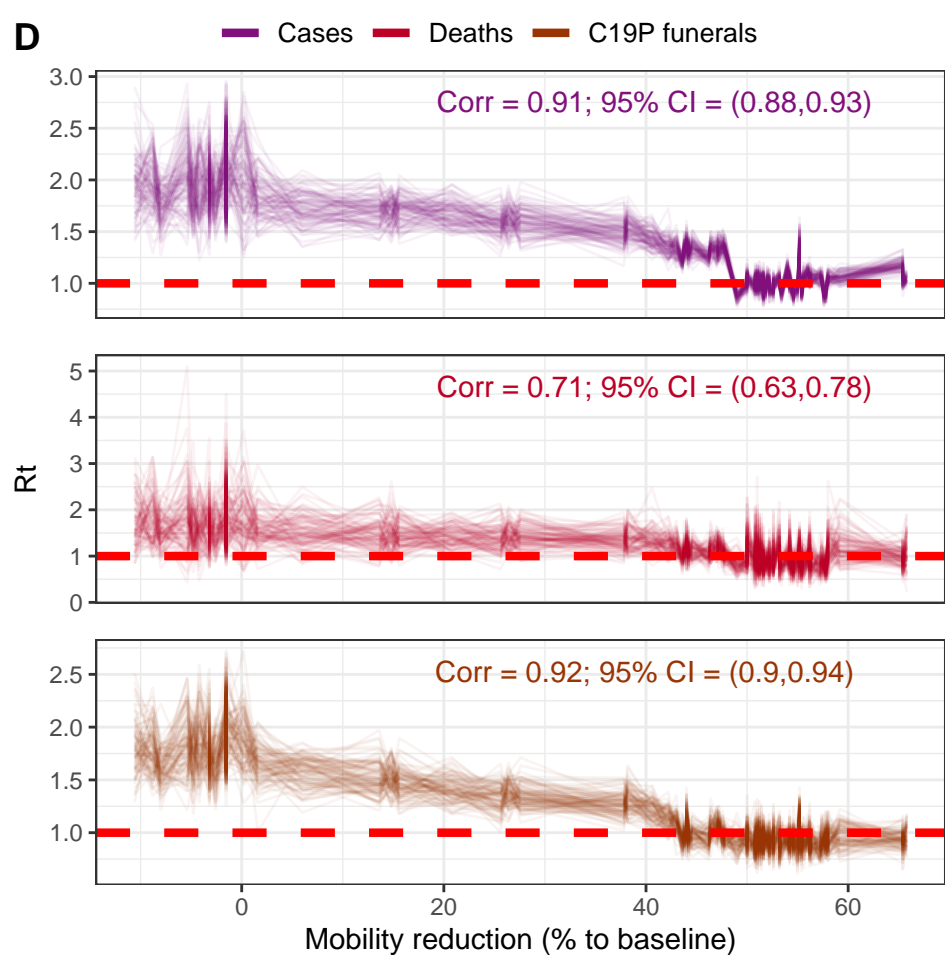 D
Cases Deaths C19P funerals
3.0
2.5
2.0
1.5
1.0
Corr = 0.91; 95% CI = (0.88,0.93)
Rt
5
4
3
2
1
0
Corr = 0.71; 95% CI = (0.63,0.78)
2.5
2.0
1.5
1.0
Corr = 0.92; 95% CI = (0.9,0.94)
0 20 40 60
Mobility reduction (% to baseline)